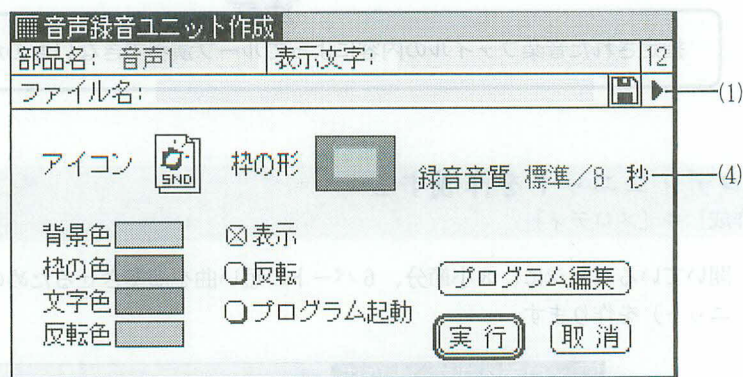 音声録音ユニット作成
部品名: 音声 表示文字: 12
ファイル名:
(1)
アイコン SND 枠の形 録音音質 標準/8 秒
(4)
背景色 表示
枠の色 反転 プログラム編集
文字色 プログラム起動
反転色 実行 取消